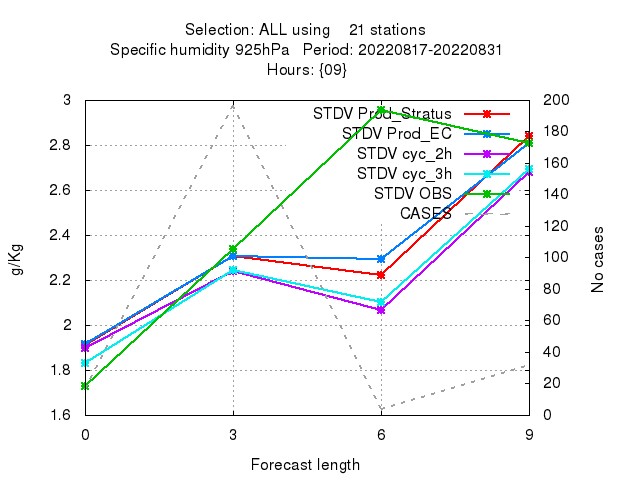 Selection: ALL using 21 stations
Specific humidity 925hPa Period: 20220817-20220831
Hours: {09}
3
2.8
2.6
2.4
2.2
2
1.8
1.6
g/Kg
STDV Prod_Stratus
STDV Prod_EC
STDV cyc_2h
STDV cyc_3h
STDV OBS
CASES
200
180
160
140
120
100
80
60
40
20
0
No cases
0 3 6 9
Forecast length